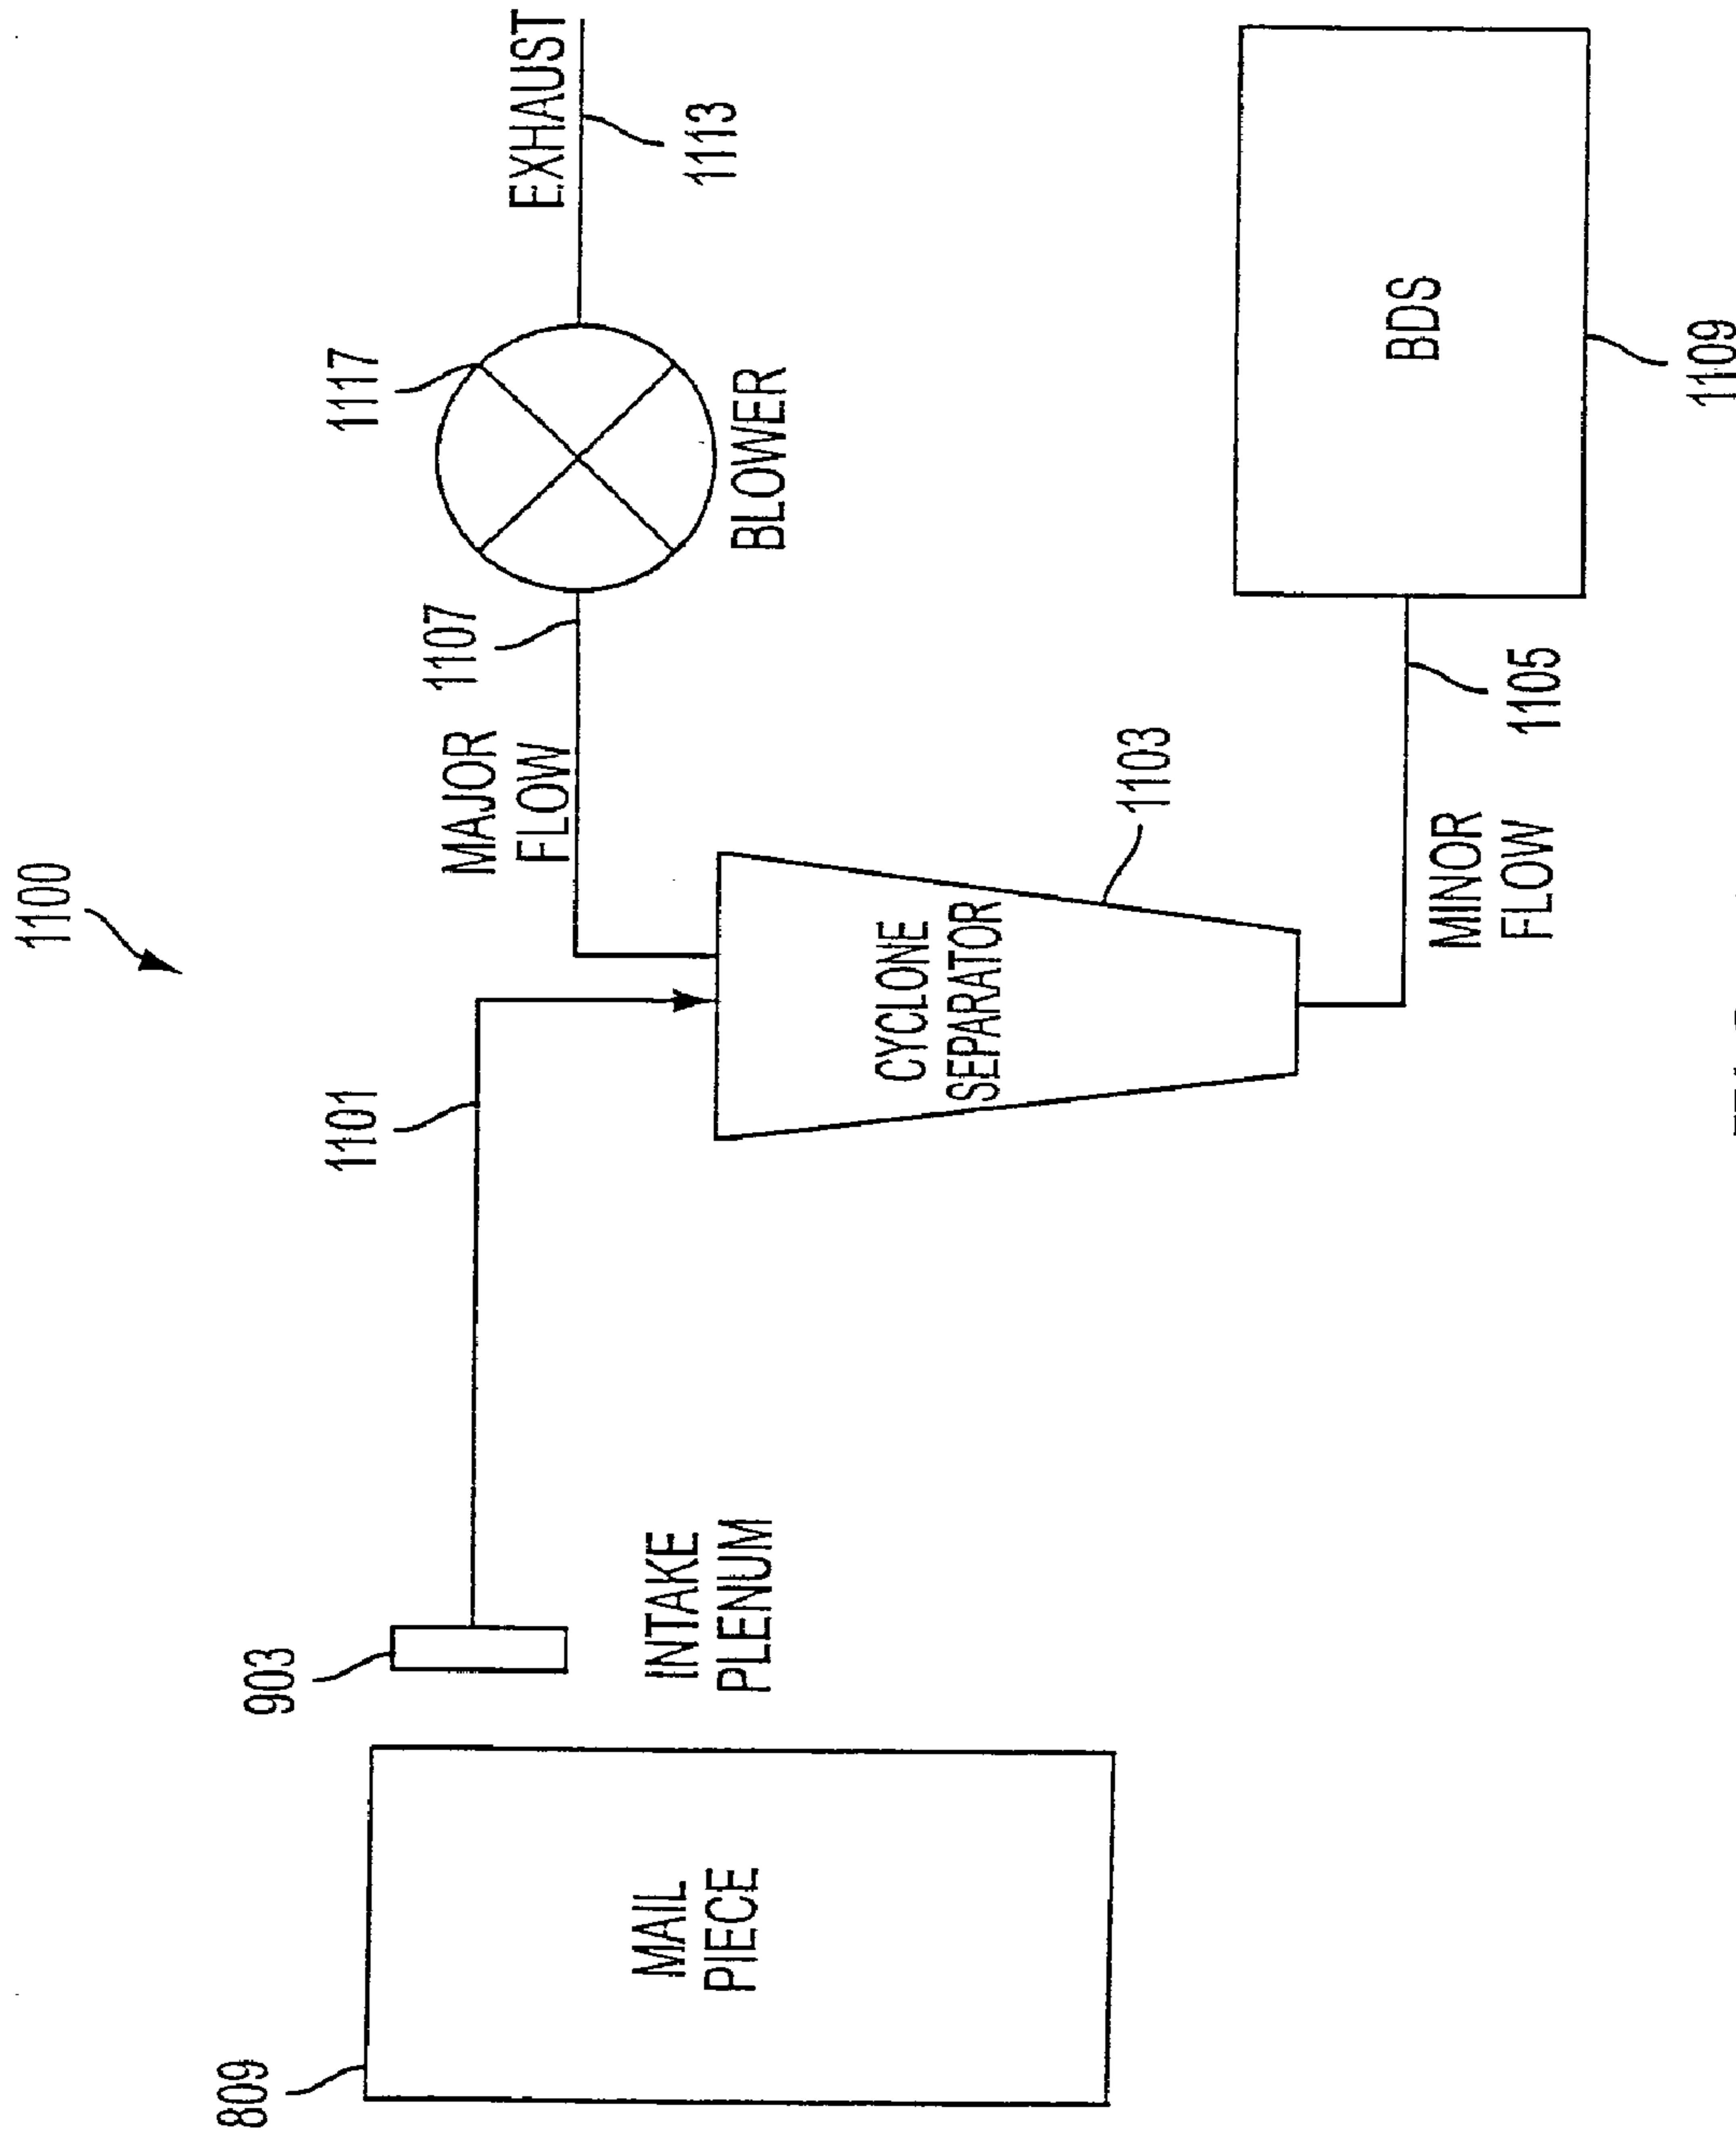 1100
809
903
1101
1117
1107
MAJOR
FLOW
EXHAUST
1113
MAIL
PIECE
INTAKE
PLENUM
BLOWER
CYCLONE
SEPARATOR
1103
BDS
MINOR
FLOW
1105
1109